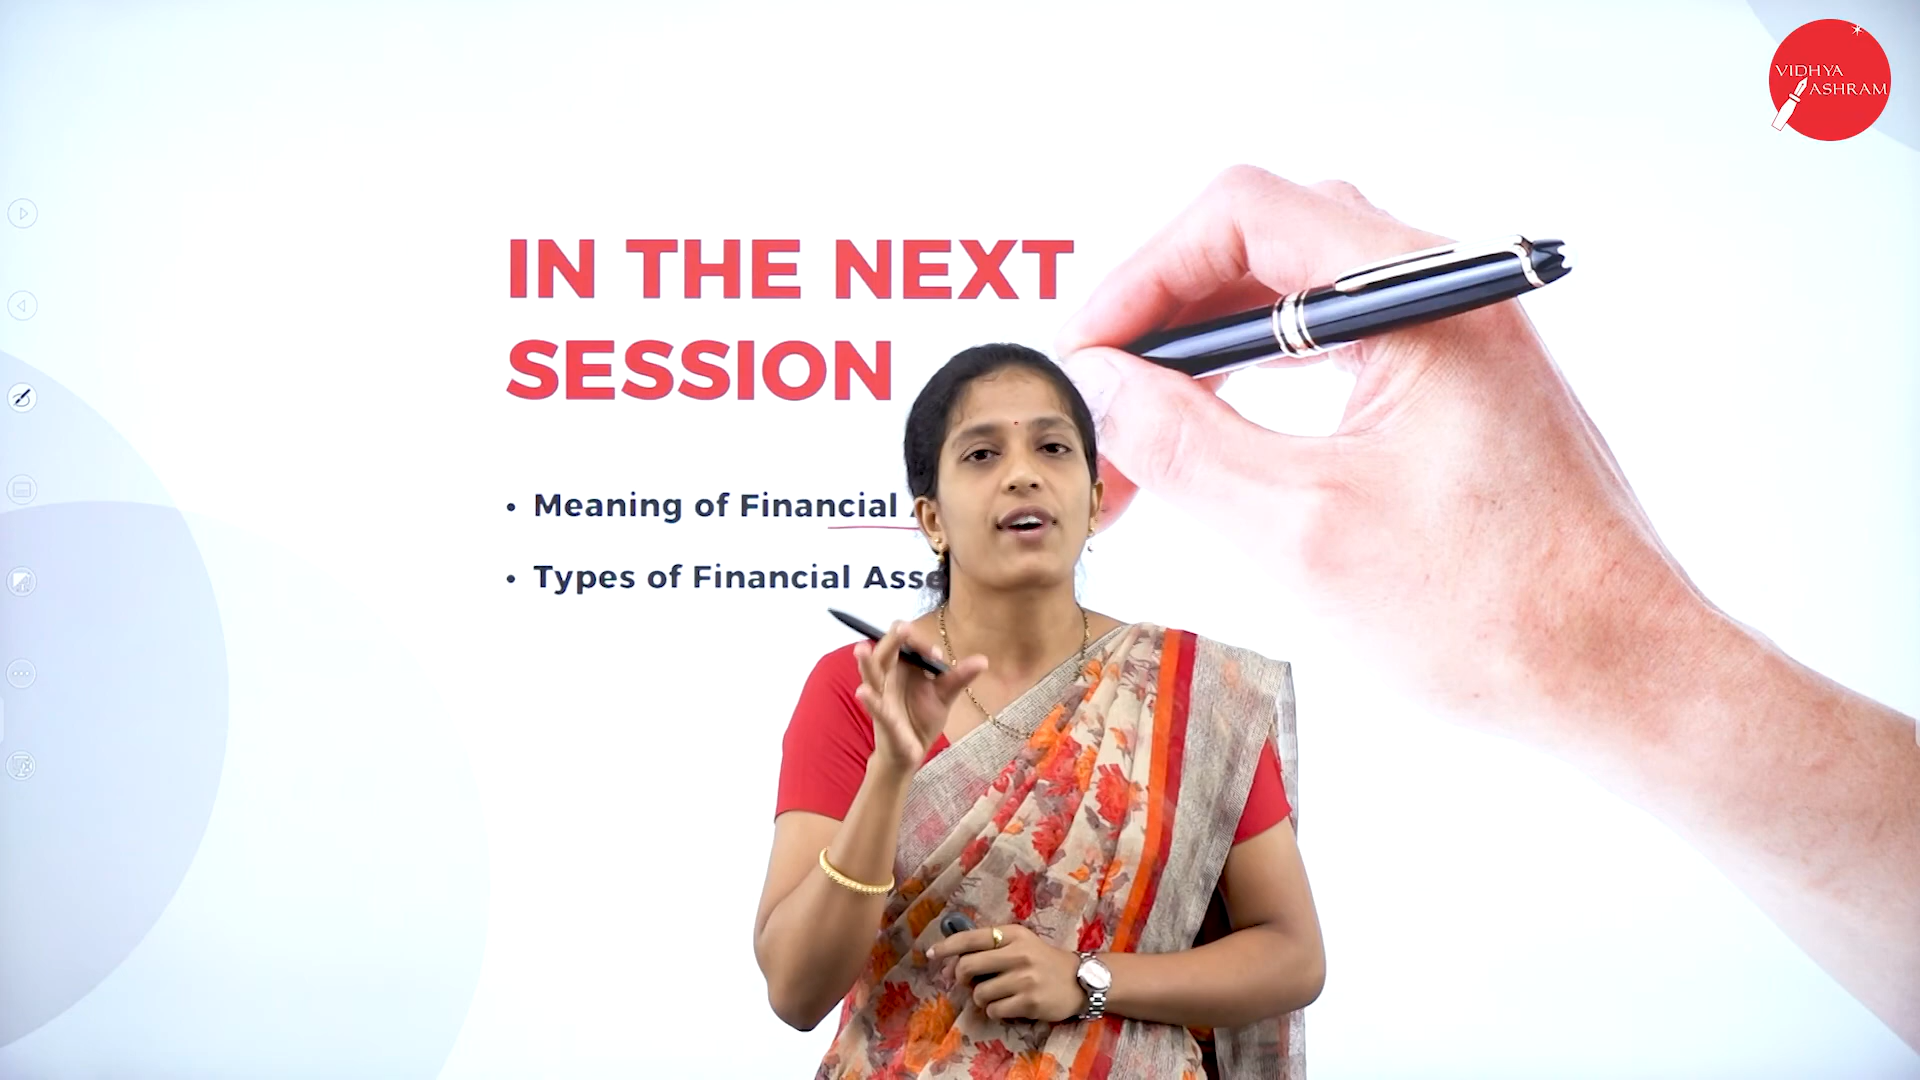 VIDHYA
ASHRAM
IN THE NEXT
SESSION
• Meaning of Financial
• Types of Financial